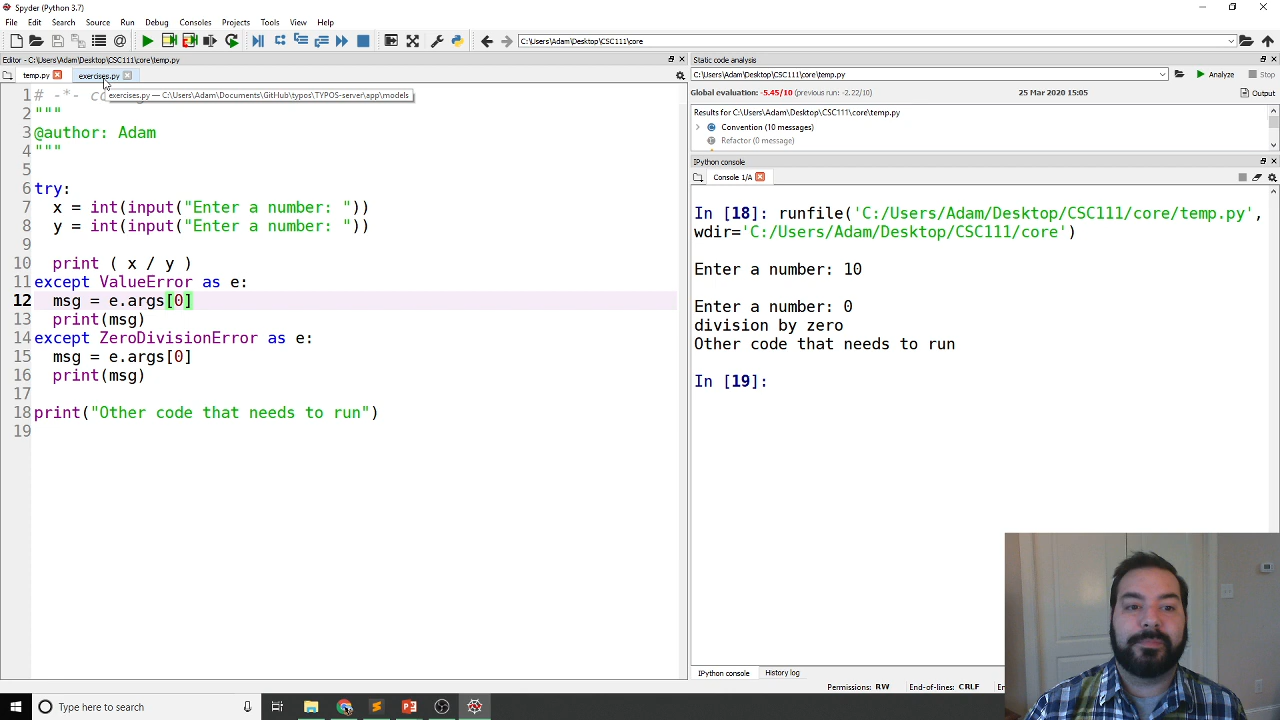 Spyder (Python 3.7)
File Edit Search Source Run Debug Consoles Projects Tools View Help
C:\Users\Adam\Desktop\CSC111\core
Editor - C:\Users\Adam\Desktop\CSC111\core\temp.py
temp.py exercises.py
exercises.py — C:\Users\Adam\Documents\GitHub\typos\TYPOS-server\app\models
1 # -*-
2 """
3 @author: Adam
4 """
5
6 try:
7 x = int(input("Enter a number: "))
8 y = int(input("Enter a number: "))
9
10 print ( x / y )
11 except ValueError as e:
12 msg = e.args[0]
13 print(msg)
14 except ZeroDivisionError as e:
15 msg = e.args[0]
16 print(msg)
17
18 print("Other code that needs to run")
19
Static code analysis
C:\Users\Adam\Desktop\CSC111\core\temp.py Analyze Stop
Global evaluation: -5.45/10 (previous run: -2.22/10) 25 Mar 2020 15:05 Output
Results for C:\Users\Adam\Desktop\CSC111\core\temp.py
Convention (10 messages)
Refactor (0 message)
IPython console
Console 1/A
In [18]: runfile('C:/Users/Adam/Desktop/CSC111/core/temp.py',
wdir='C:/Users/Adam/Desktop/CSC111/core')
Enter a number: 10
Enter a number: 0
division by zero
Other code that needs to run
In [19]:
IPython console History log
Permissions: RW End-of-lines: CRLF
Type here to search